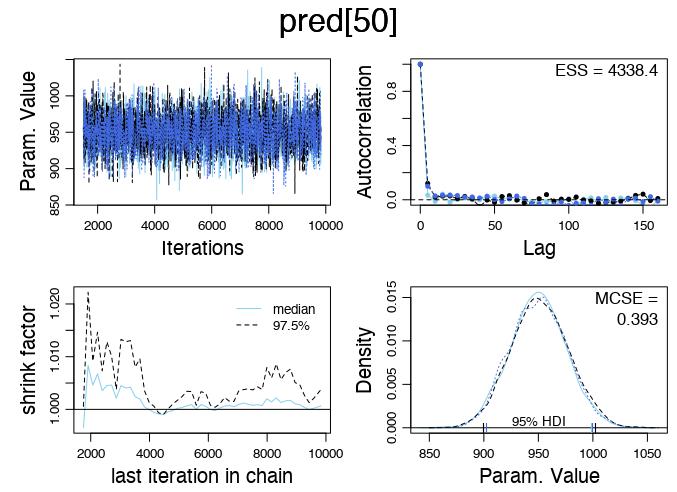 pred[50]
Param. Value
850 900 950 1000
2000 4000 6000 8000 10000
Iterations
Autocorrelation
0.0 0.4 0.8
ESS = 4338.4
0 50 100 150
Lag
shrink factor
1.000 1.010 1.020
median
97.5%
2000 4000 6000 8000 10000
last iteration in chain
Density
0.000 0.005 0.010 0.015
MCSE =
0.393
95% HDI
850 900 950 1000 1050
Param. Value